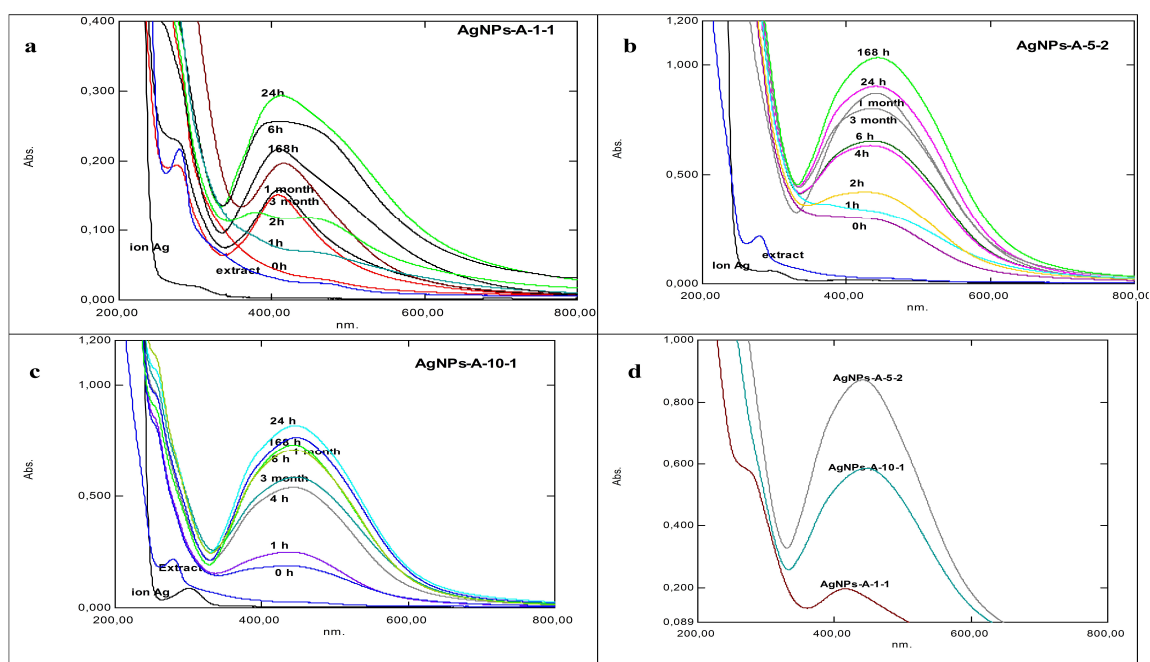 a
AgNPs-A-1-1
0,400
0,300
0,200
0,100
0,000
Abs.
24h
6h
168h
1 month
3 month
2h
1h
0h
ion Ag
extract
200,00
400,00
600,00
800,00
nm.
b
AgNPs-A-5-2
1,200
1,000
0,500
0,000
Abs.
168 h
24 h
1 month
3 month
6 h
4h
2h
1h
0h
Ion Ag
extract
200,00
400,00
600,00
800,00
nm.
c
AgNPs-A-10-1
1,200
1,000
0,500
0,000
Abs.
24 h
168 h
1 month
6 h
3 month
4 h
1 h
0 h
Extract
ion Ag
200,00
400,00
600,00
800,00
nm.
d
1,000
0,800
0,600
0,400
0,200
0,089
Abs.
AgNPs-A-5-2
AgNPs-A-10-1
AgNPs-A-1-1
200,00
400,00
600,00
800,00
nm.